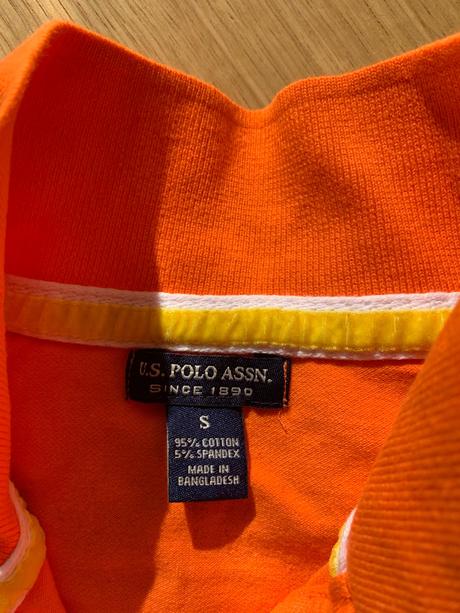 U.S. POLO ASSN.
SINCE 1890
S
95% COTTON
5% SPANDEX
MADE IN
BANGLADESH